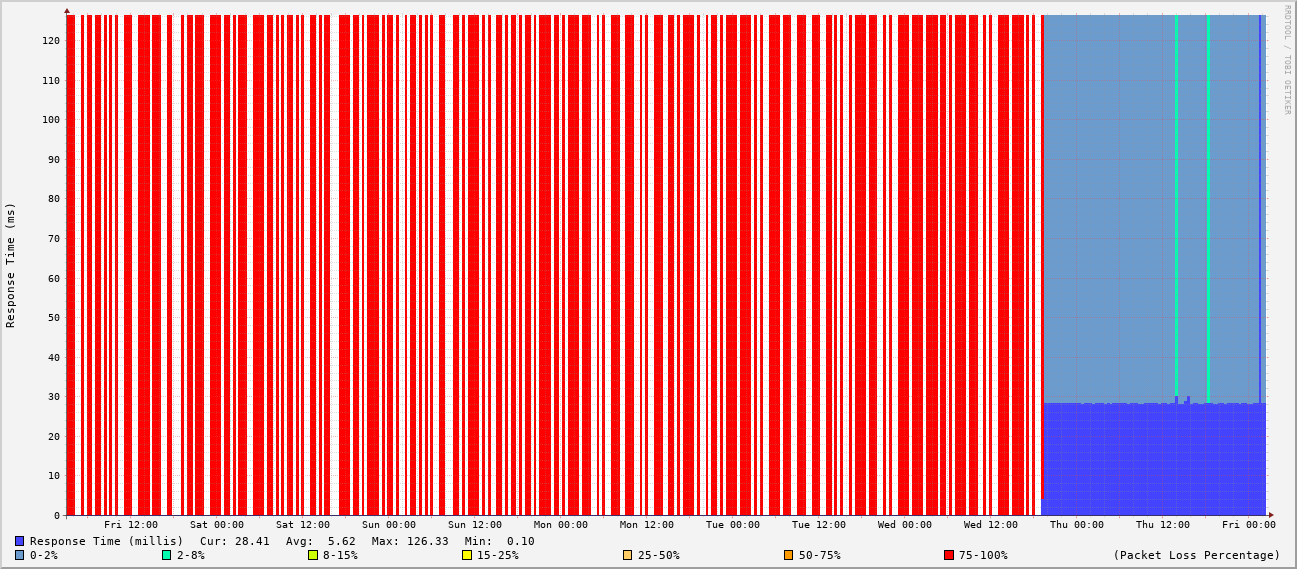 RRDTOOL / TOBI OETIKER
Response Time (ms)
120
110
100
90
80
70
60
50
40
30
20
10
0
Fri 12:00 Sat 00:00 Sat 12:00 Sun 00:00 Sun 12:00 Mon 00:00 Mon 12:00 Tue 00:00 Tue 12:00 Wed 00:00 Wed 12:00 Thu 00:00 Thu 12:00 Fri 00:00
Response Time (millis) Cur: 28.41 Avg: 5.62 Max: 126.33 Min: 0.10
0-2% 2-8% 8-15% 15-25% 25-50% 50-75% 75-100% (Packet Loss Percentage)